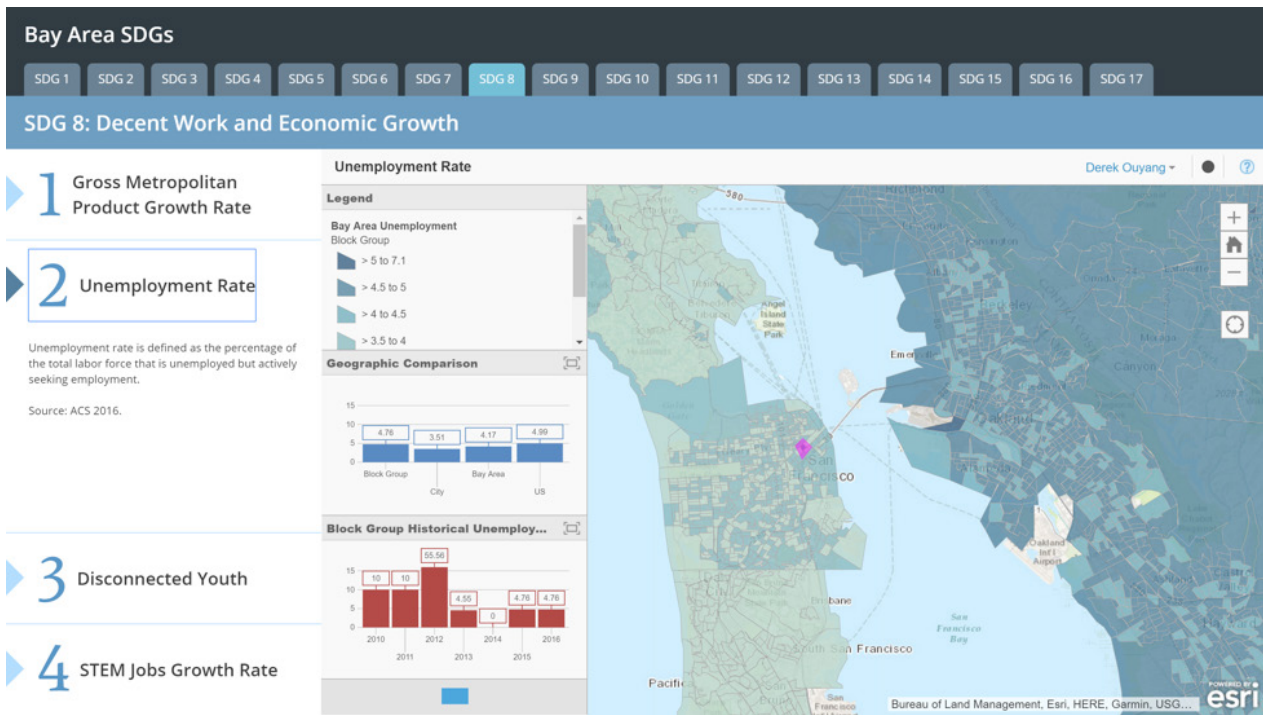 Bay Area SDGs
SDG 1 SDG 2 SDG 3 SDG 4 SDG 5 SDG 6 SDG 7 SDG 8 SDG 9 SDG 10 SDG 11 SDG 12 SDG 13 SDG 14 SDG 15 SDG 16 SDG 17
SDG 8: Decent Work and Economic Growth
1 Gross Metropolitan
Product Growth Rate
2 Unemployment Rate
Unemployment rate is defined as the percentage of
the total labor force that is unemployed but actively
seeking employment.
Source: ACS 2016.
3 Disconnected Youth
4 STEM Jobs Growth Rate
Unemployment Rate
Derek Ouyang
?
Legend
Bay Area Unemployment
Block Group
> 5 to 7.1
> 4.5 to 5
> 4 to 4.5
> 3.5 to 4
Geographic Comparison
15
10
5
0
4.76 3.51 4.17 4.99
Block Group City Bay Area US
Block Group Historical Unemploy...
15
10
5
0
10 10 55.56 4.55 0 4.76 4.76
2010 2011 2012 2013 2014 2015 2016
580
Richmond
Angel
Island
State
Park
Berkeley
Canyon
Oakland
Alameda
San
Francisco
Oakland
Int'l
Airport
Brisbane
San
Francisco
Bay
South San Francisco
Pacific
San
Francisco
Bureau of Land Management, Esri, HERE, Garmin, USG...
POWERED BY
esri